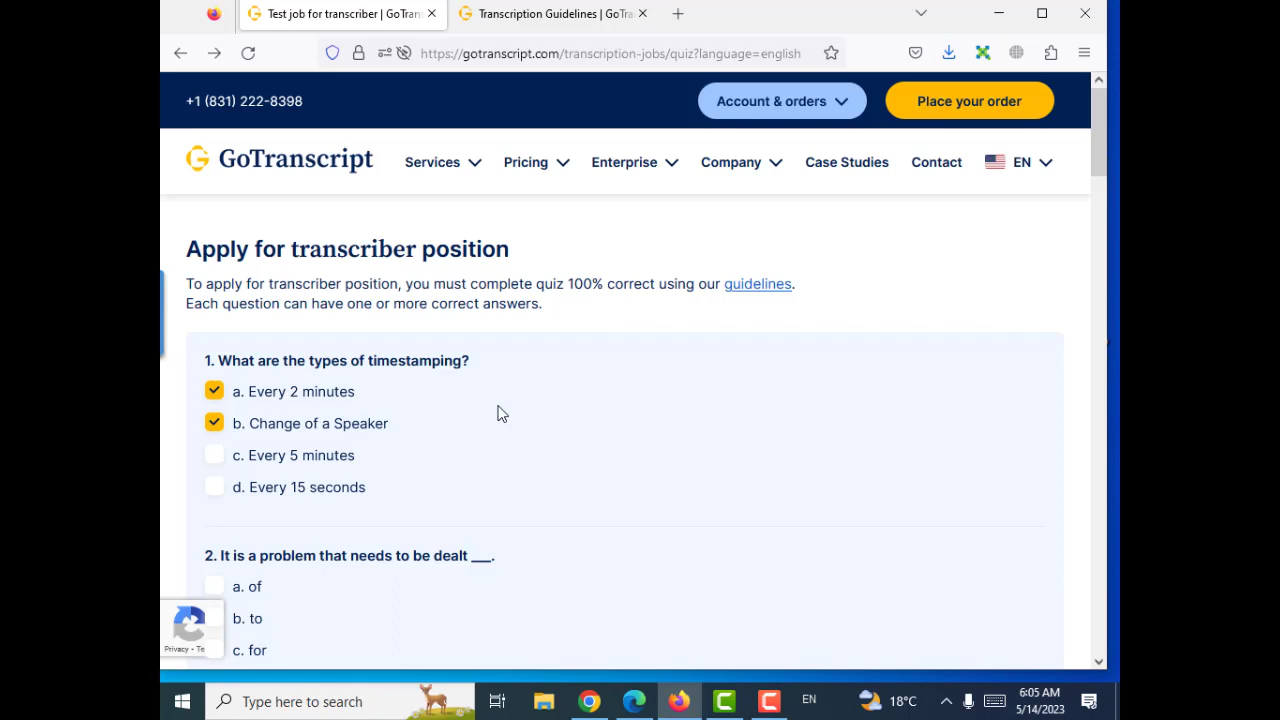 Test job for transcriber | GoTran
Transcription Guidelines | GoTra
https://gotranscript.com/transcription-jobs/quiz?language=english
+1 (831) 222-8398
Account & orders
Place your order
GoTranscript
Services
Pricing
Enterprise
Company
Case Studies
Contact
EN
Apply for transcriber position
To apply for transcriber position, you must complete quiz 100% correct using our guidelines.
Each question can have one or more correct answers.
1. What are the types of timestamping?
a. Every 2 minutes
b. Change of a Speaker
c. Every 5 minutes
d. Every 15 seconds
2. It is a problem that needs to be dealt ___.
a. of
b. to
c. for
Privacy - Te
Type here to search
EN
18°C
6:05 AM
5/14/2023